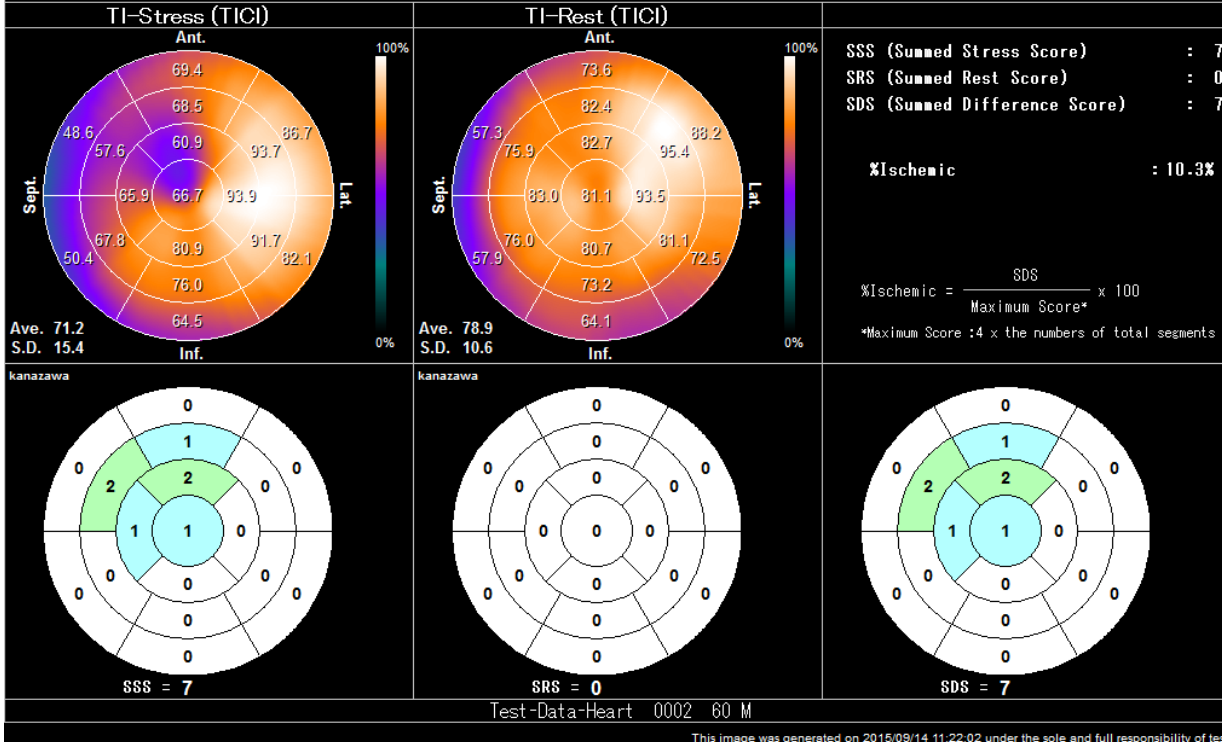 Tl-Stress (TlCl)
Tl-Rest (TlCl)
Ant.
100%
69.4
68.5
60.9
48.6
57.6
86.7
93.7
65.9
66.7
93.9
Sept.
Lat.
67.8
50.4
91.7
82.1
80.9
76.0
64.5
Ave. 71.2
S.D. 15.4
Inf.
0%
Ant.
100%
73.6
82.4
82.7
57.3
75.9
88.2
95.4
83.0
81.1
93.5
Sept.
Lat.
76.0
57.9
81.1
72.5
80.7
73.2
64.1
Ave. 78.9
S.D. 10.6
Inf.
0%
SSS (Summed Stress Score) : 7
SRS (Summed Rest Score) : 0
SDS (Summed Difference Score) : 7
%Ischemic : 10.3%
%Ischemic = SDS / Maximum Score* x 100
*Maximum Score :4 x the numbers of total segments
kanazawa
0
1
2
0 2 0 0
1 1 0
0 0 0 0
0
0
0
SSS = 7
kanazawa
0
0
0
0 0 0 0
0 0 0
0 0 0 0
0
0
0
SRS = 0
0
1
2
0 2 0 0
1 1 0
0 0 0 0
0
0
0
SDS = 7
Test-Data-Heart 0002 60 M
This image was generated on 2015/09/14 11:22:02 under the sole and full responsibility of tes